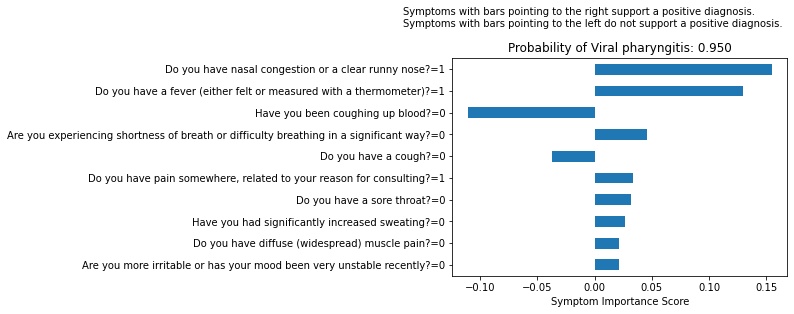 Symptoms with bars pointing to the right support a positive diagnosis.
Symptoms with bars pointing to the left do not support a positive diagnosis.
Probability of Viral pharyngitis: 0.950
Do you have nasal congestion or a clear runny nose?=1
Do you have a fever (either felt or measured with a thermometer)?=1
Have you been coughing up blood?=0
Are you experiencing shortness of breath or difficulty breathing in a significant way?=0
Do you have a cough?=0
Do you have pain somewhere, related to your reason for consulting?=1
Do you have a sore throat?=0
Have you had significantly increased sweating?=0
Do you have diffuse (widespread) muscle pain?=0
Are you more irritable or has your mood been very unstable recently?=0
−0.10 −0.05 0.00 0.05 0.10 0.15
Symptom Importance Score